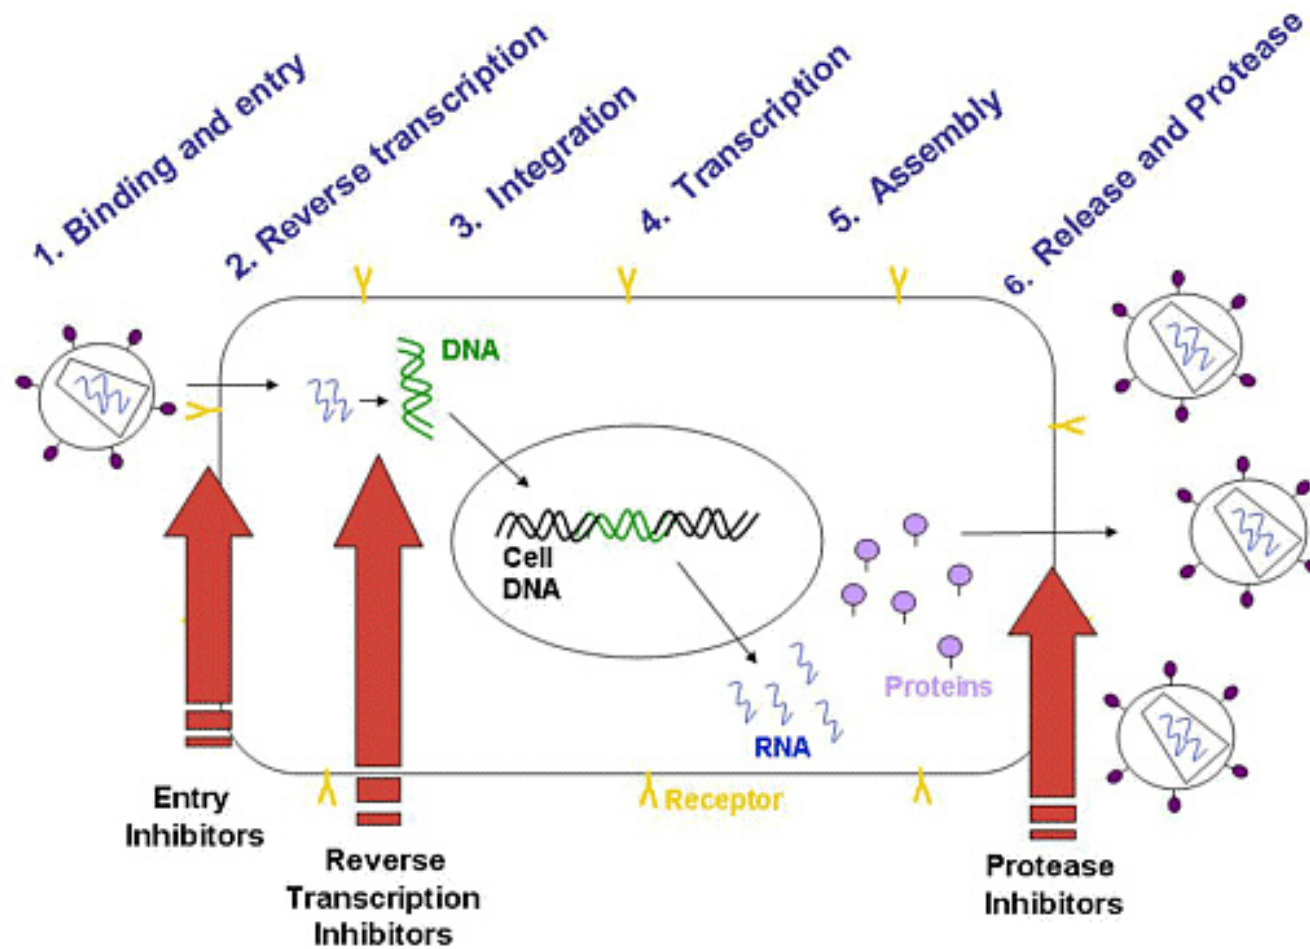 1. Binding and entry
2. Reverse transcription
3. Integration
4. Transcription
5. Assembly
6. Release and Protease
DNA
Cell
DNA
Proteins
RNA
Receptor
Entry
Inhibitors
Reverse
Transcription
Inhibitors
Protease
Inhibitors